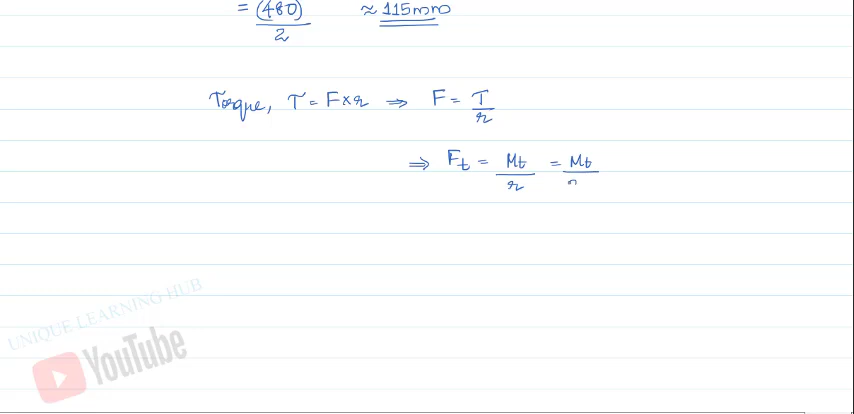 = (480)/2 ≈ 115mm
Torque, T = F × r ⇒ F = T/r
⇒ Ft = Mt/r = Mt/
UNIQUE LEARNING HUB
YouTube